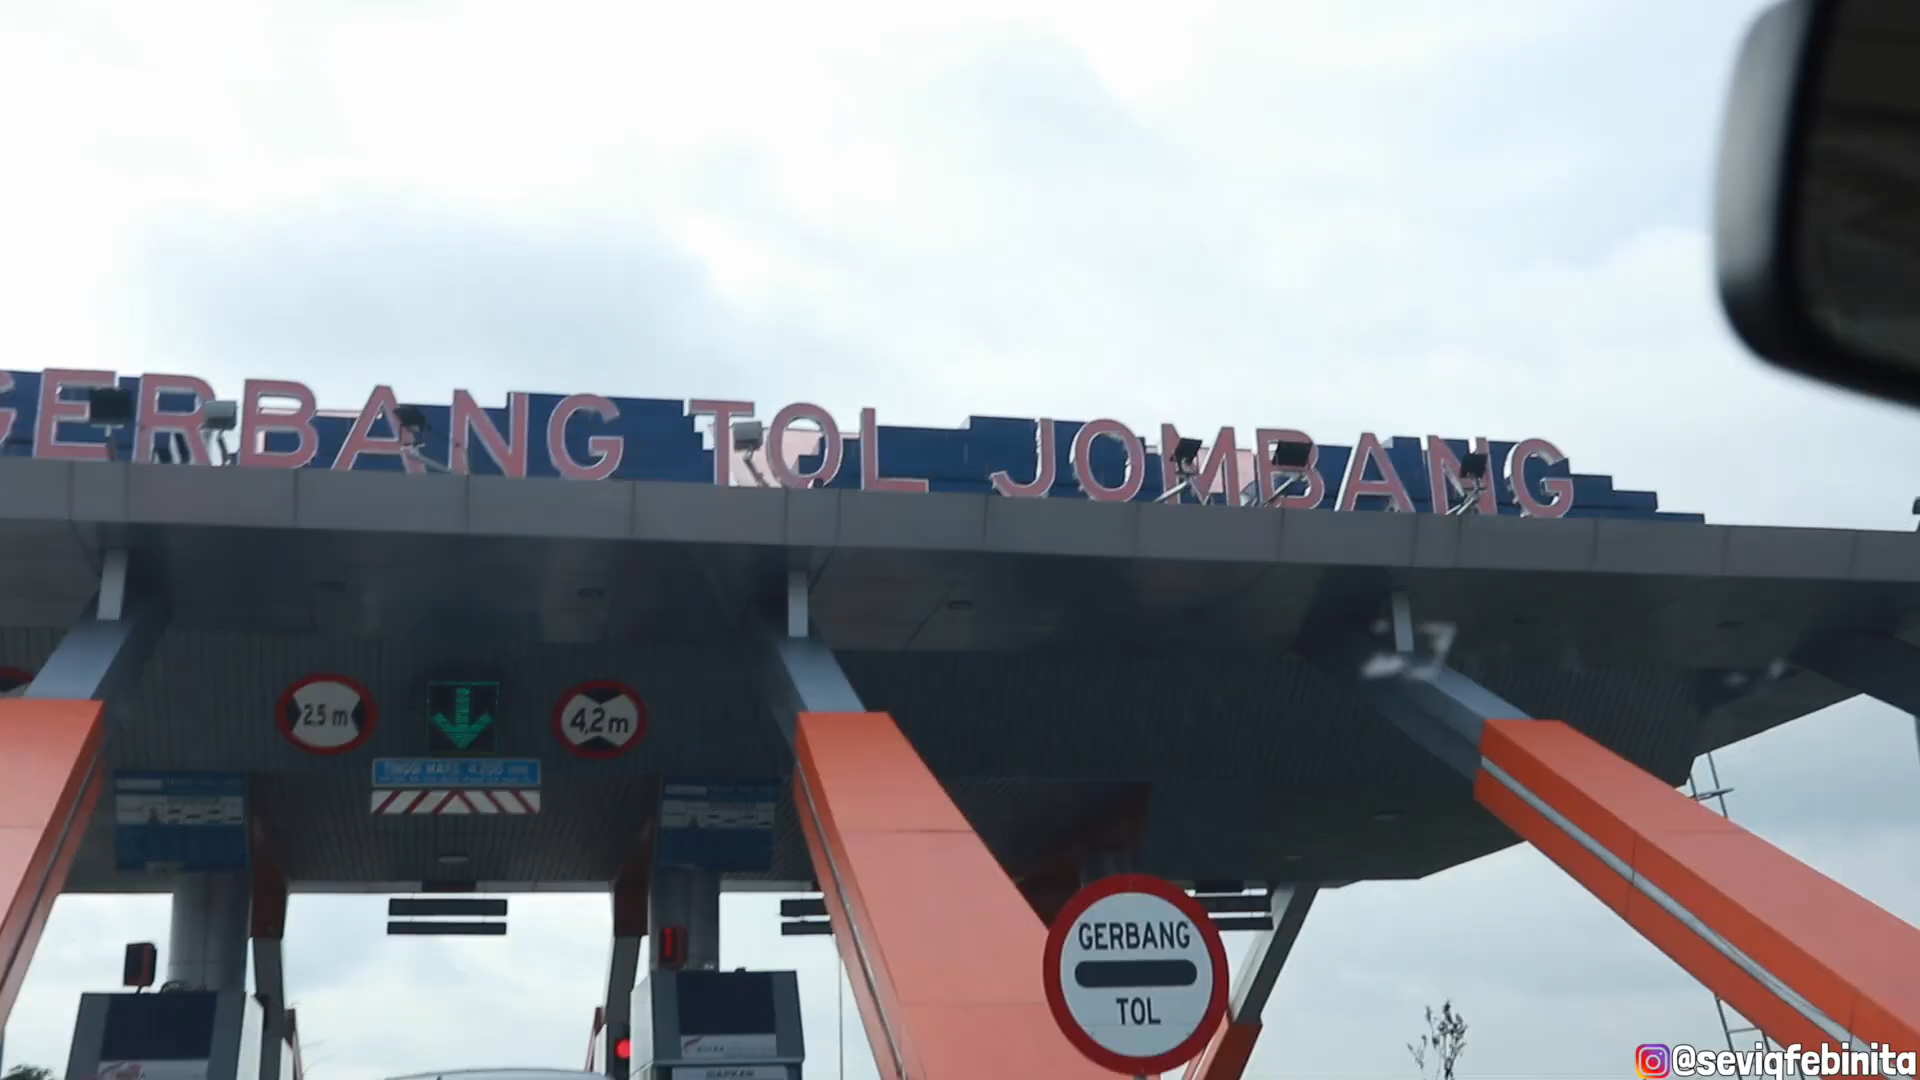 GERBANG TOL JOMBANG
2.5 m
4,2 m
GERBANG
TOL
@seviqfebinita